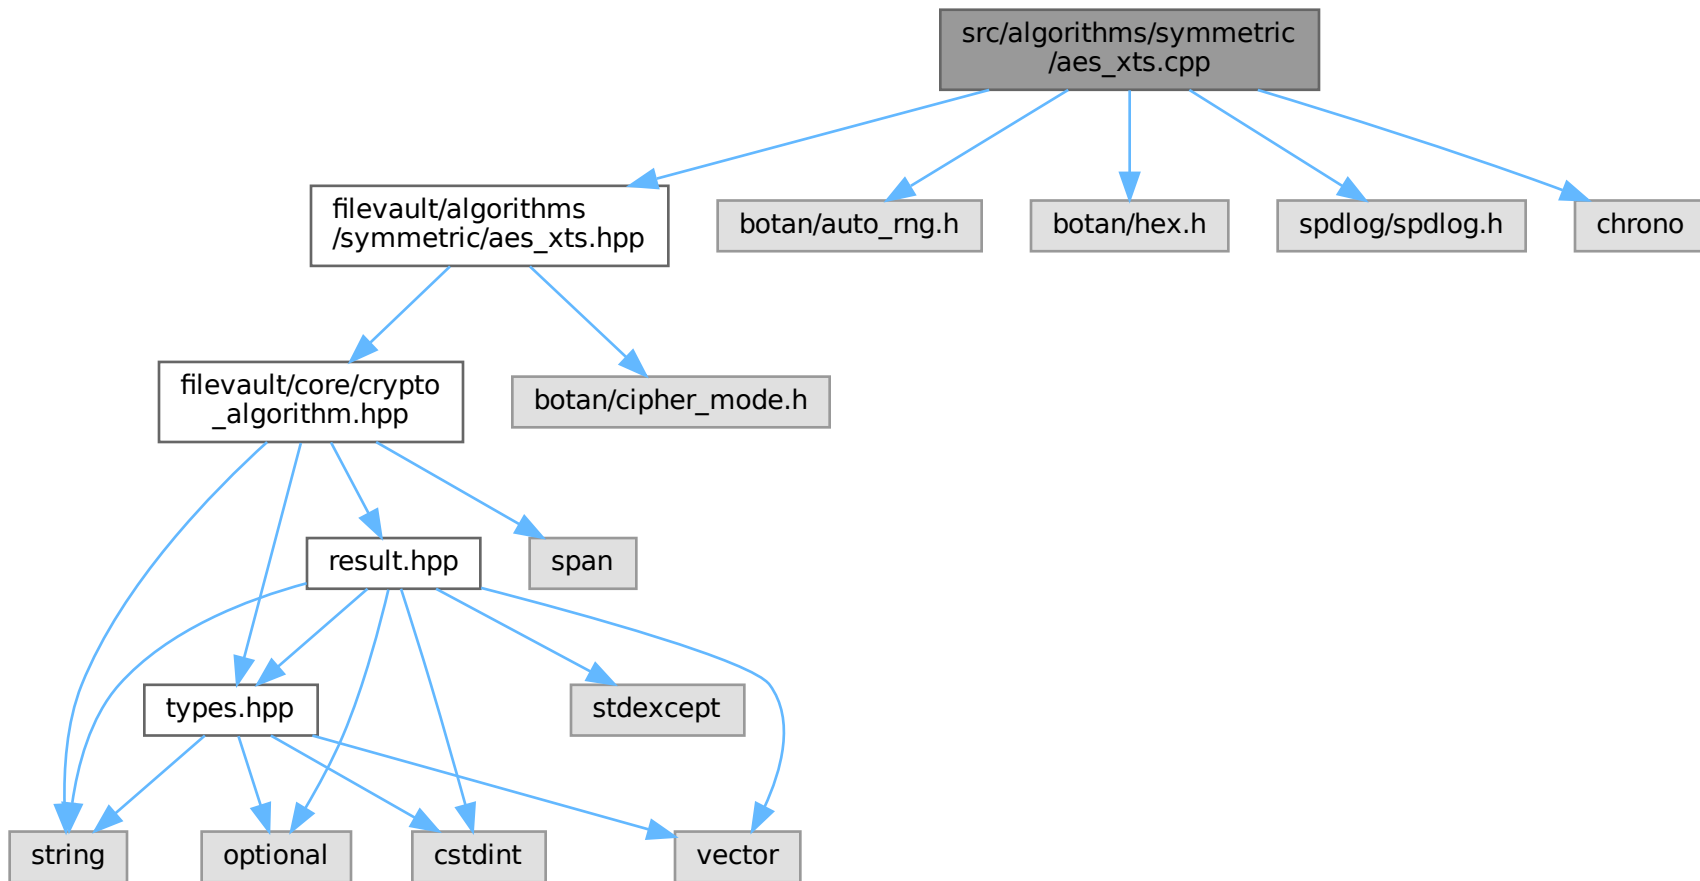 src/algorithms/symmetric
/aes_xts.cpp
filevault/algorithms
/symmetric/aes_xts.hpp
botan/auto_rng.h
botan/hex.h
spdlog/spdlog.h
chrono
filevault/core/crypto
_algorithm.hpp
botan/cipher_mode.h
result.hpp
span
types.hpp
stdexcept
string
optional
cstdint
vector